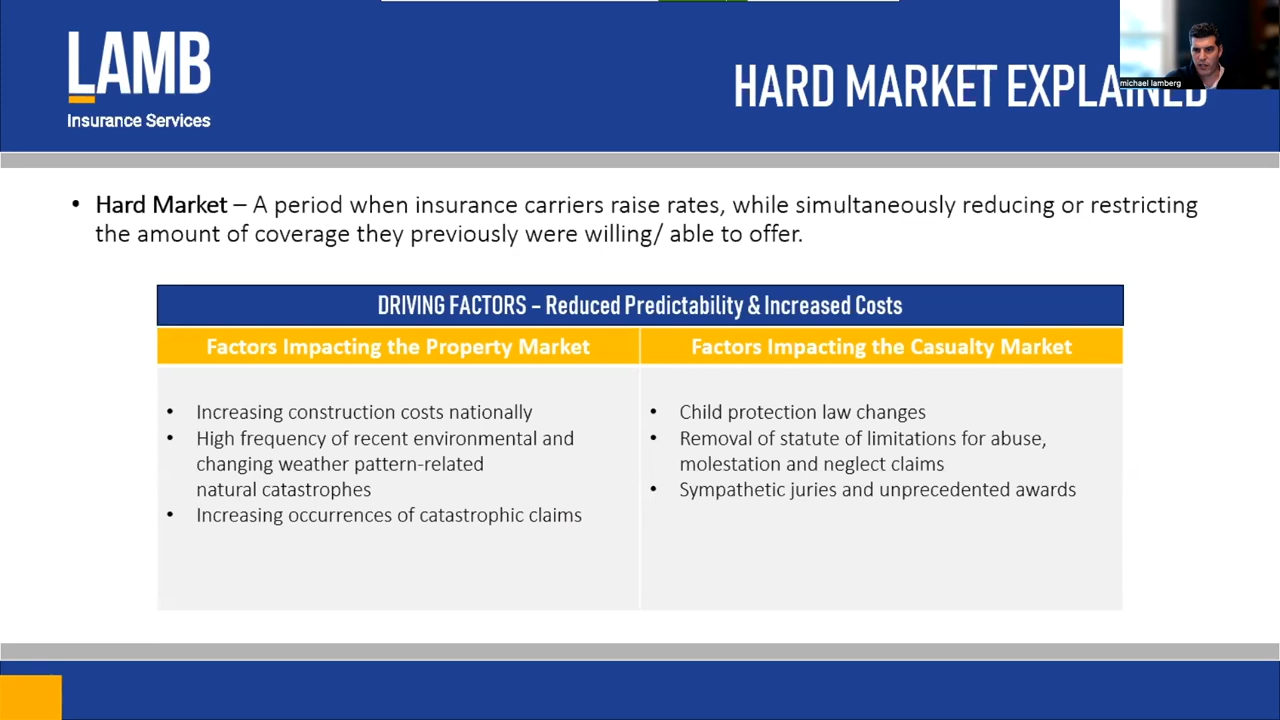 LAMB
Insurance Services
HARD MARKET EXPLAINED
michael lamberg
• Hard Market – A period when insurance carriers raise rates, while simultaneously reducing or restricting
the amount of coverage they previously were willing/ able to offer.
DRIVING FACTORS – Reduced Predictability & Increased Costs
Factors Impacting the Property Market
• Increasing construction costs nationally
• High frequency of recent environmental and
changing weather pattern-related
natural catastrophes
• Increasing occurrences of catastrophic claims
Factors Impacting the Casualty Market
• Child protection law changes
• Removal of statute of limitations for abuse,
molestation and neglect claims
• Sympathetic juries and unprecedented awards